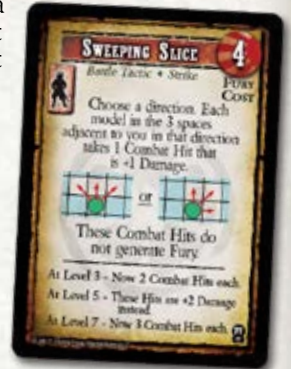 SWEEPING SLICE
4
Battle Tactic • Strike
FURY
COST
Choose a direction. Each
model in the 3 spaces
adjacent to you in that direction
takes 1 Combat Hit that
is +1 Damage.
or
These Combat Hits do
not generate Fury.
At Level 3 - Now 2 Combat Hits each.
At Level 5 - These Hits are +2 Damage
instead.
At Level 7 - Now 3 Combat Hits each.